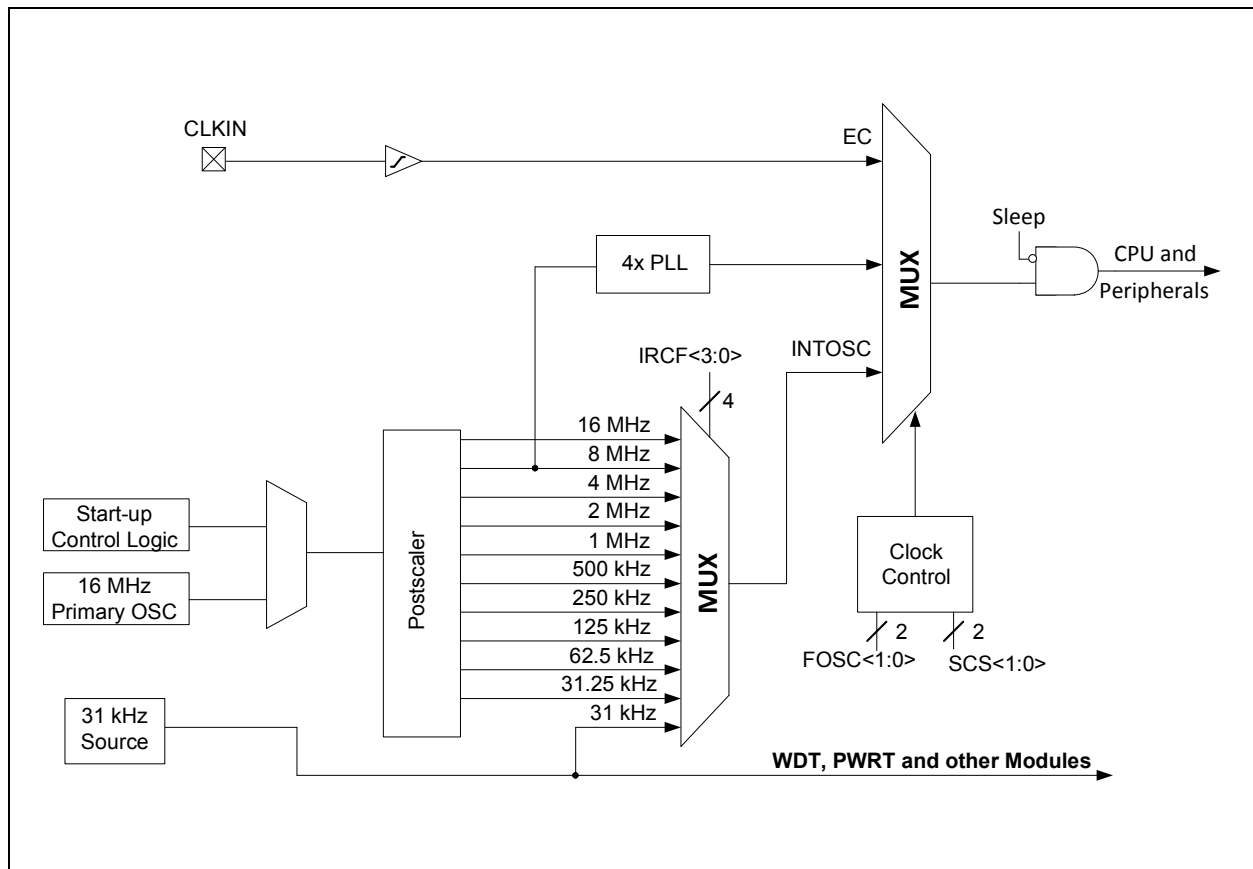 CLKIN
EC
Sleep
4x PLL
MUX
CPU and
Peripherals
IRCF<3:0>
4
INTOSC
16 MHz
8 MHz
4 MHz
2 MHz
1 MHz
500 kHz
250 kHz
125 kHz
62.5 kHz
31.25 kHz
31 kHz
MUX
Start-up
Control Logic
16 MHz
Primary OSC
Postscaler
31 kHz
Source
Clock
Control
2
2
FOSC<1:0>
SCS<1:0>
WDT, PWRT and other Modules